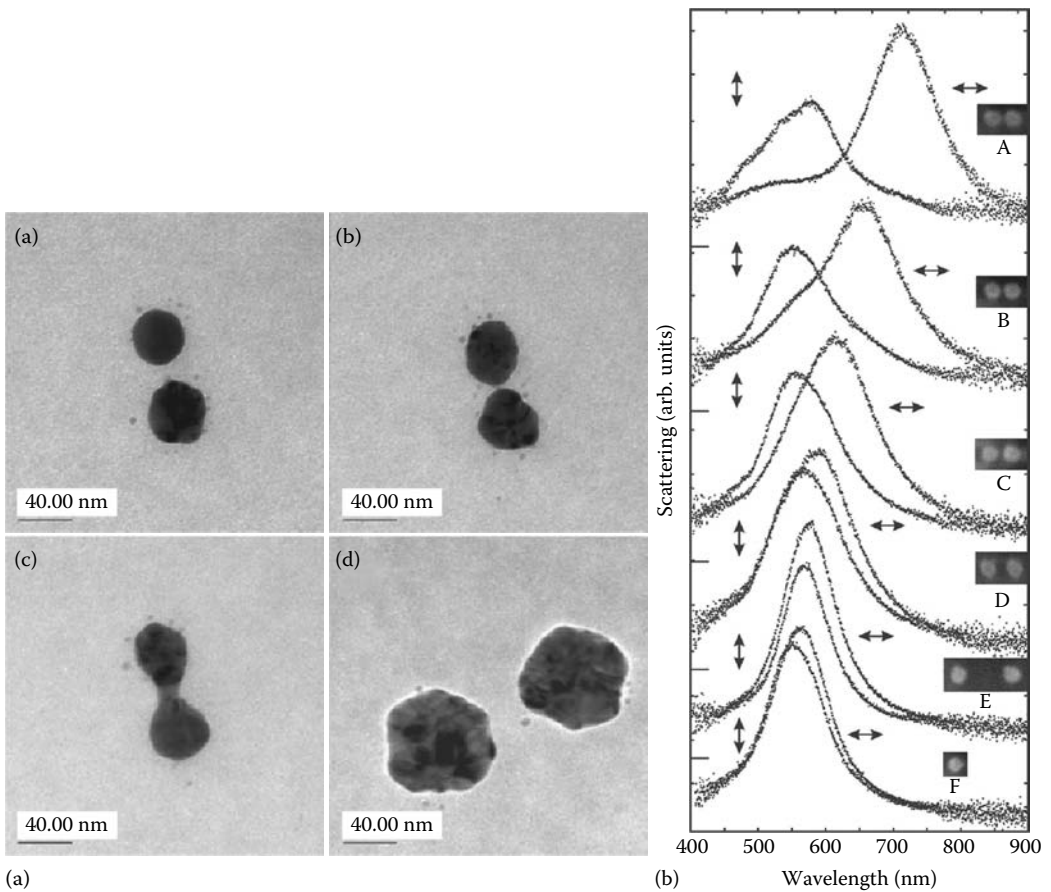 (a)
(b)
40.00 nm
40.00 nm
(c)
(d)
40.00 nm
40.00 nm
(a)
Scattering (arb. units)
A
B
C
D
E
F
400 500 600 700 800 900
(b)
Wavelength (nm)